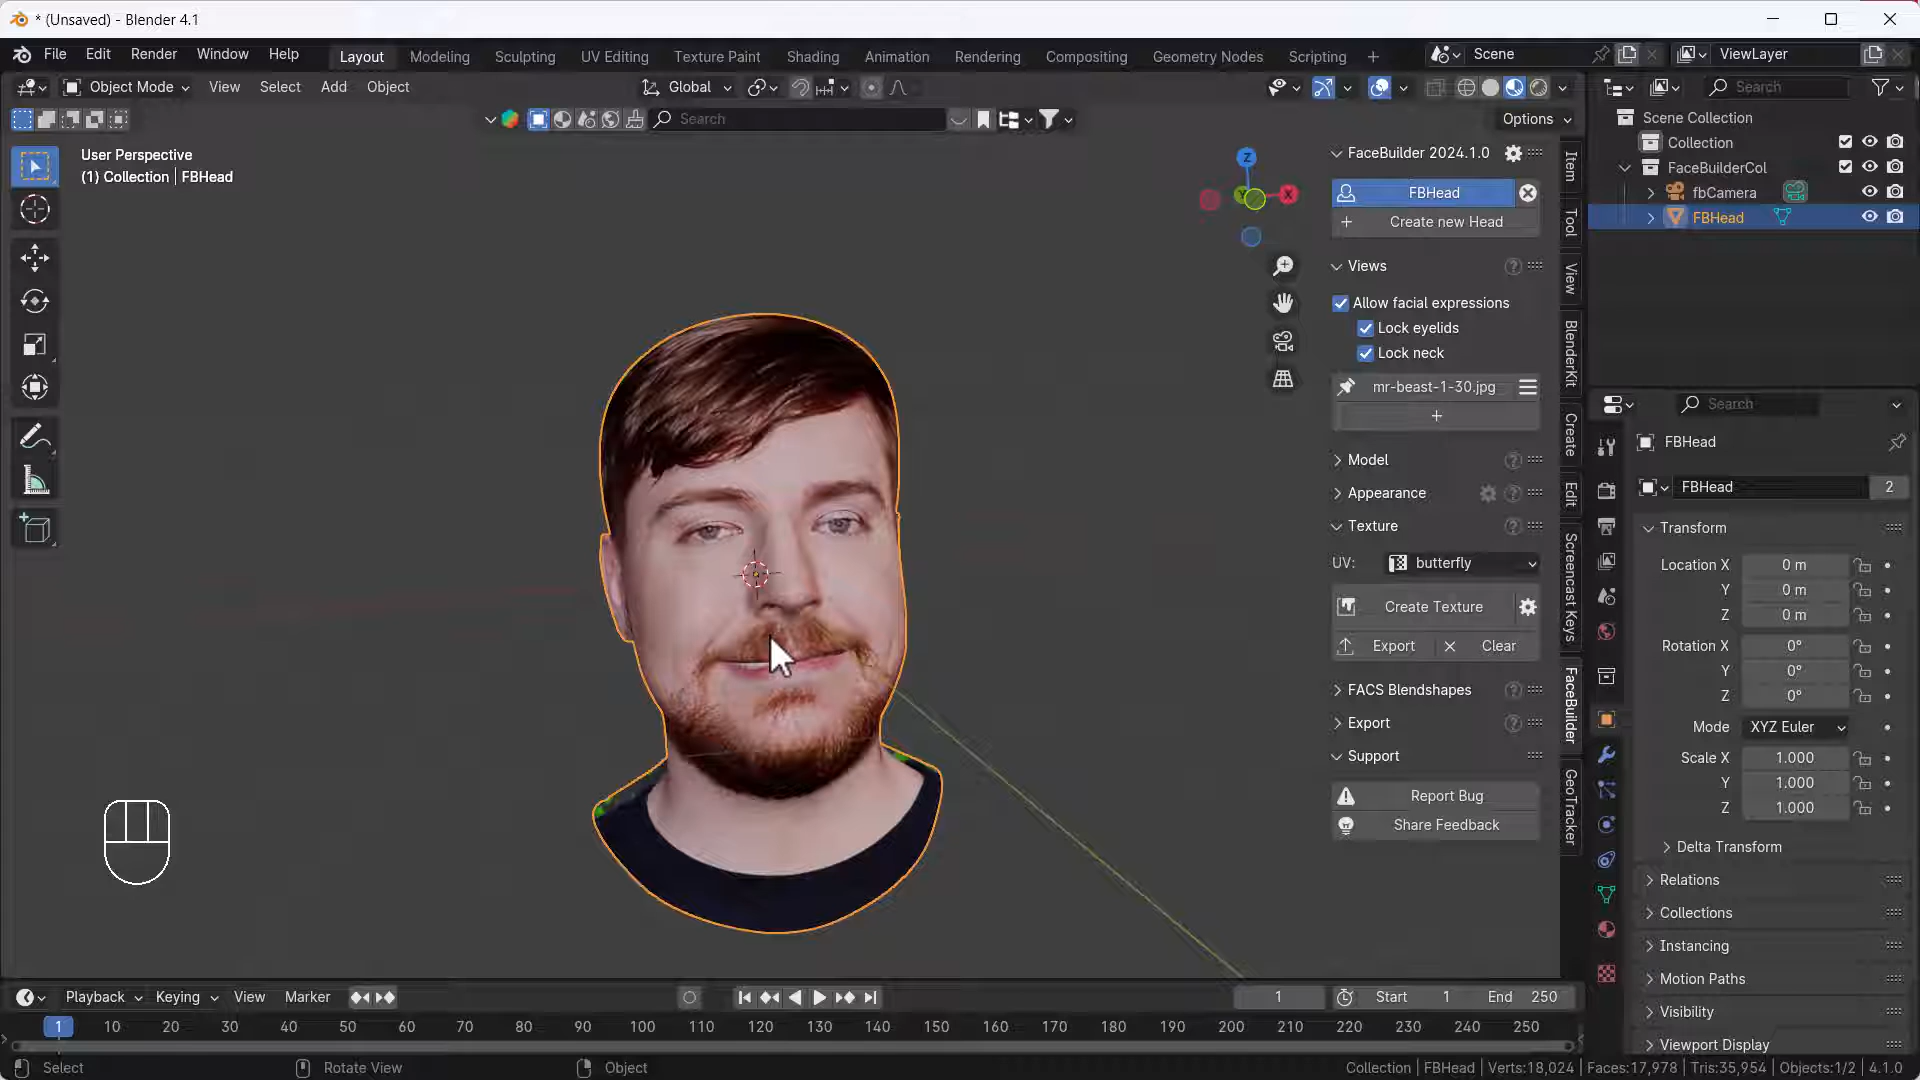 * (Unsaved) - Blender 4.1
File Edit Render Window Help Layout Modeling Sculpting UV Editing Texture Paint Shading Animation Rendering Compositing Geometry Nodes Scripting + Scene ViewLayer
Object Mode View Select Add Object Global Search
Search Options
User Perspective
(1) Collection | FBHead
Z
X
Y
FaceBuilder 2024.1.0
FBHead
+ Create new Head
Views
Allow facial expressions
Lock eyelids
Lock neck
mr-beast-1-30.jpg
+
Model
Appearance
Texture
UV: butterfly
Create Texture
Export Clear
FACS Blendshapes
Export
Support
Report Bug
Share Feedback
Item
Tool
View
BlenderKit
Create
Edit
Screencast Keys
FaceBuilder
GeoTracker
Scene Collection
Collection
FaceBuilderCol
fbCamera
FBHead
Search
FBHead
FBHead 2
Transform
Location X 0 m
Y 0 m
Z 0 m
Rotation X 0°
Y 0°
Z 0°
Mode XYZ Euler
Scale X 1.000
Y 1.000
Z 1.000
Delta Transform
Relations
Collections
Instancing
Motion Paths
Visibility
Viewport Display
Playback Keying View Marker 1 Start 1 End 250
1 10 20 30 40 50 60 70 80 90 100 110 120 130 140 150 160 170 180 190 200 210 220 230 240 250
Select Rotate View Object Collection | FBHead | Verts:18,024 | Faces:17,978 | Tris:35,954 | Objects:1/2 | 4.1.0